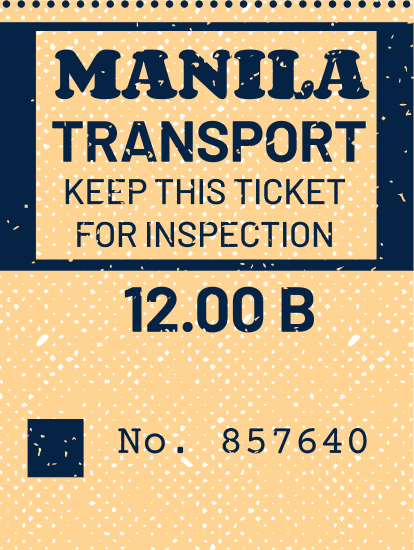 MANILA
TRANSPORT
KEEP THIS TICKET
FOR INSPECTION
12.00 B
No. 857640